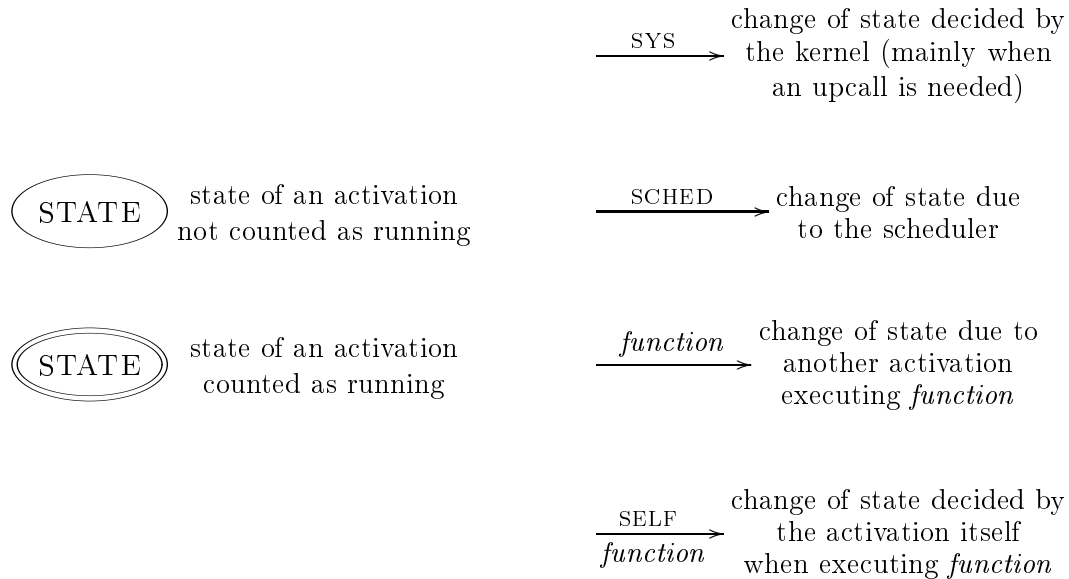 SYS
change of state decided by
the kernel (mainly when
an upcall is needed)
STATE
state of an activation
not counted as running
SCHED
change of state due
to the scheduler
STATE
state of an activation
counted as running
function
change of state due to
another activation
executing function
SELF
function
change of state decided by
the activation itself
when executing function